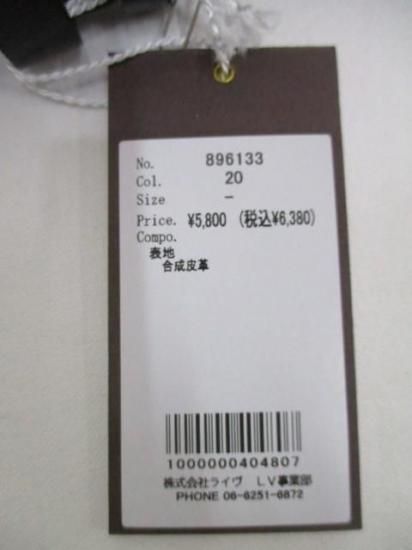 No. 896133
Col. 20
Size -
Price. ¥5,800 (税込¥6,380)
Compo.
表地
合成皮革
1000000404807
株式会社ライヴ LV事業部
PHONE 06-6251-6872